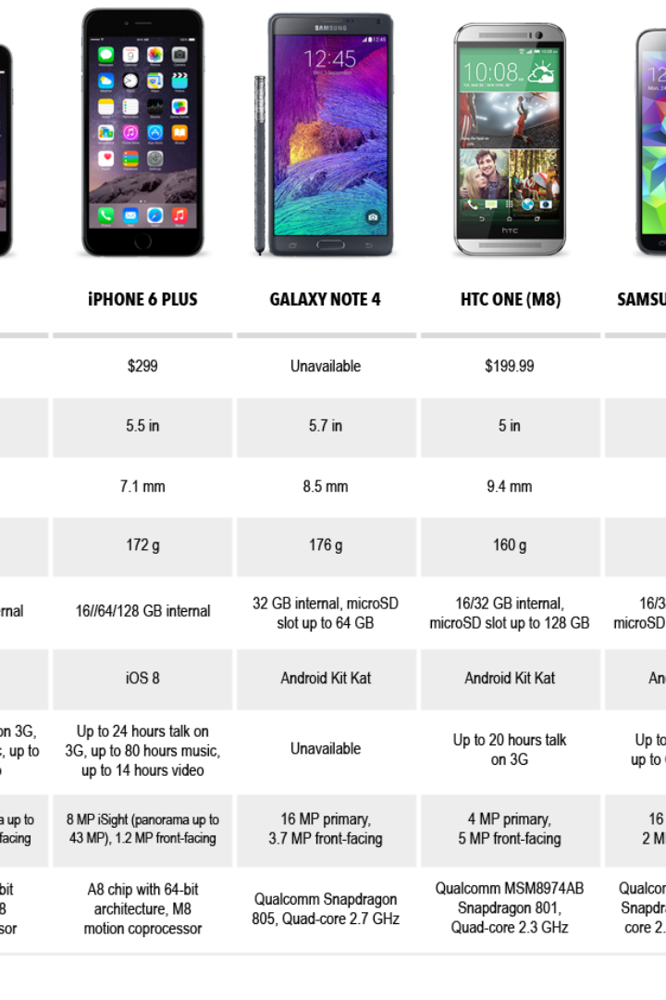 SAMSUNG
12:45
10:08
hTC
iPHONE 6 PLUS
GALAXY NOTE 4
HTC ONE (M8)
SAMSU
$299
Unavailable
$199.99
5.5 in
5.7 in
5 in
7.1 mm
8.5 mm
9.4 mm
172 g
176 g
160 g
rnal
16//64/128 GB internal
32 GB internal, microSD
slot up to 64 GB
16/32 GB internal,
microSD slot up to 128 GB
16/3
microSD
iOS 8
Android Kit Kat
Android Kit Kat
An
on 3G,
, up to
Up to 24 hours talk on
3G, up to 80 hours music,
up to 14 hours video
Unavailable
Up to 20 hours talk
on 3G
Up to
up to
a up to
facing
8 MP iSight (panorama up to
43 MP), 1.2 MP front-facing
16 MP primary,
3.7 MP front-facing
4 MP primary,
5 MP front-facing
16
2 M
bit
8
sor
A8 chip with 64-bit
architecture, M8
motion coprocessor
Qualcomm Snapdragon
805, Quad-core 2.7 GHz
Qualcomm MSM8974AB
Snapdragon 801,
Quad-core 2.3 GHz
Qualcor
Snapdr
core 2.